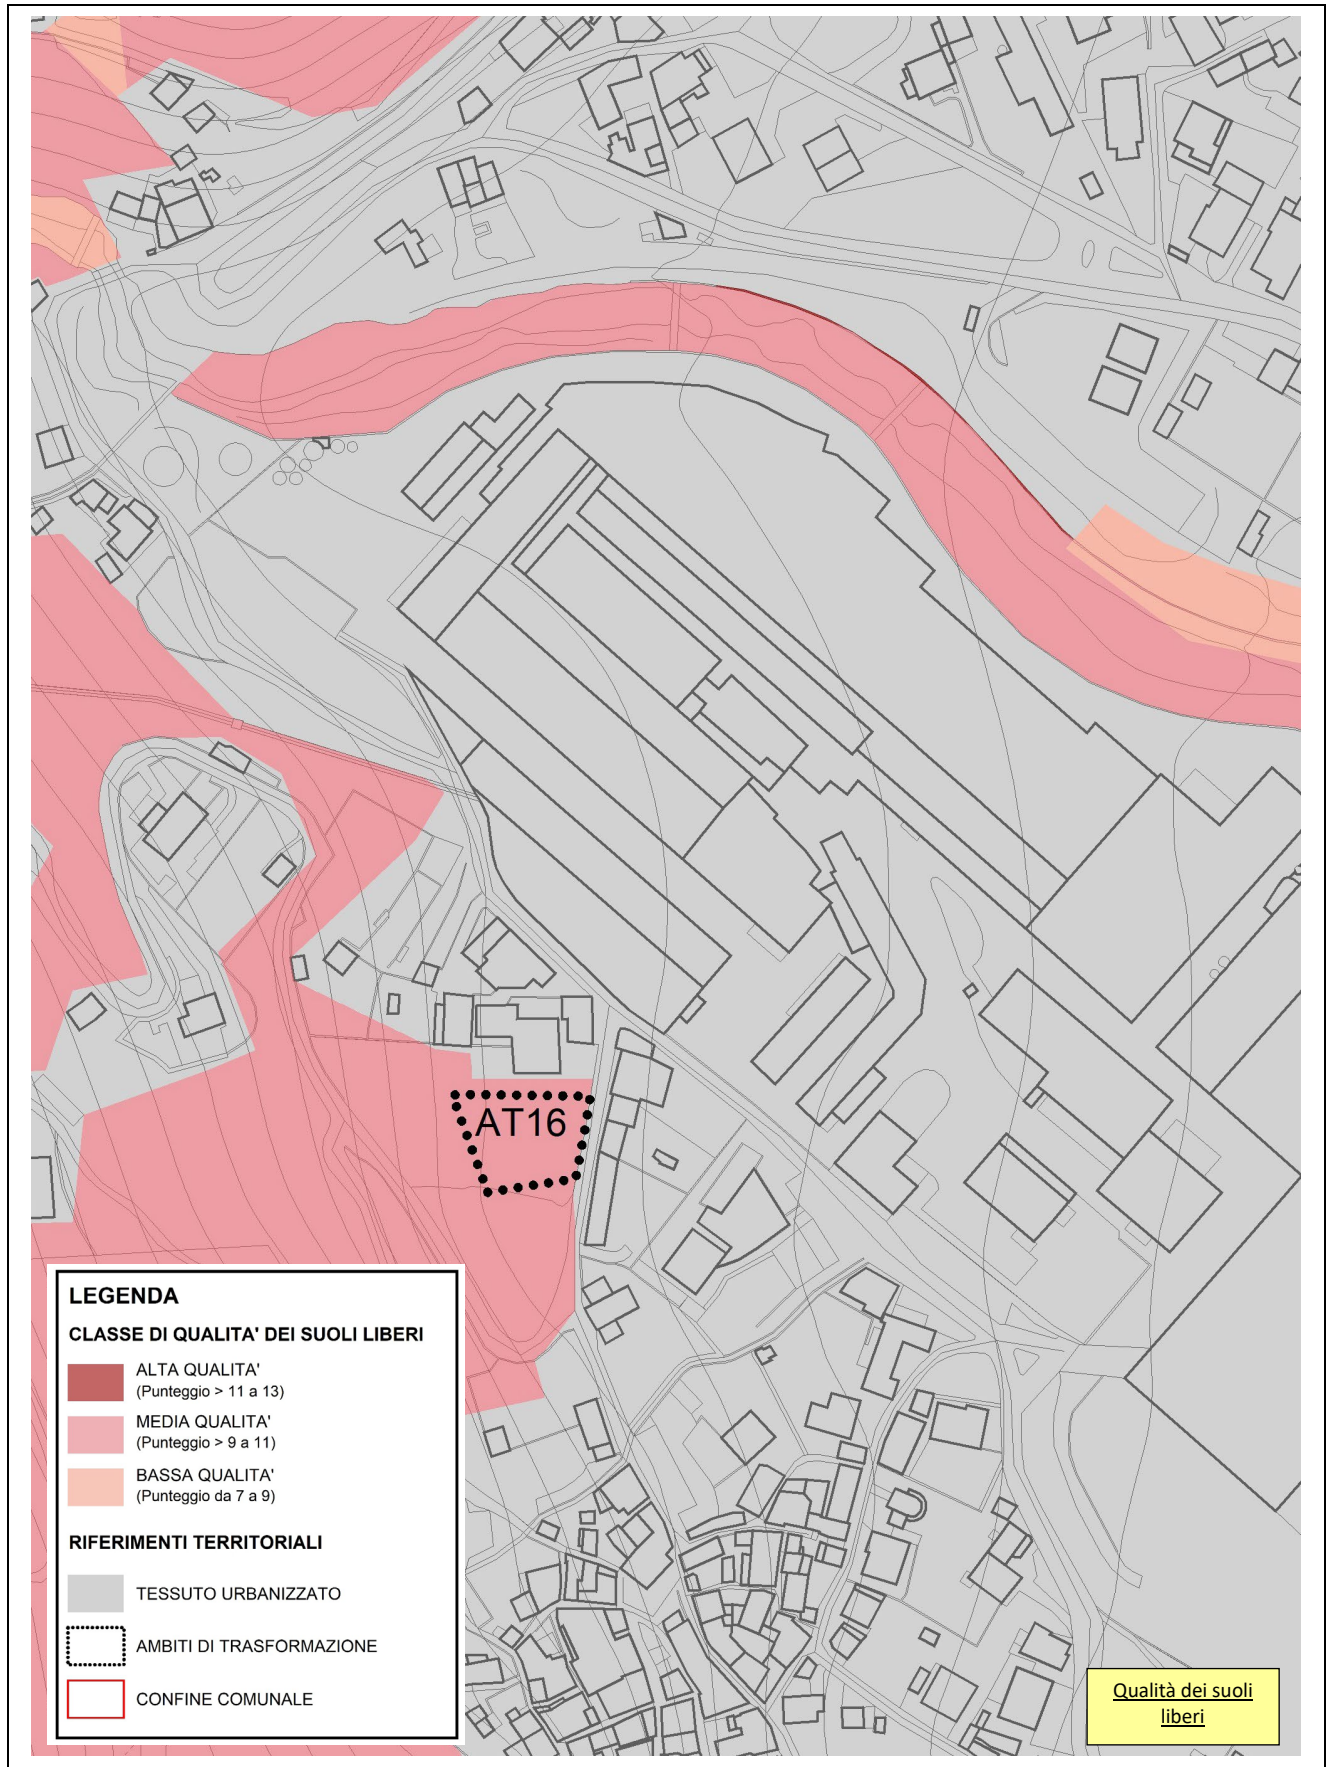 AT16
LEGENDA
CLASSE DI QUALITA' DEI SUOLI LIBERI
ALTA QUALITA'
(Punteggio > 11 a 13)
MEDIA QUALITA'
(Punteggio > 9 a 11)
BASSA QUALITA'
(Punteggio da 7 a 9)
RIFERIMENTI TERRITORIALI
TESSUTO URBANIZZATO
AMBITI DI TRASFORMAZIONE
CONFINE COMUNALE
Qualità dei suoli
liberi